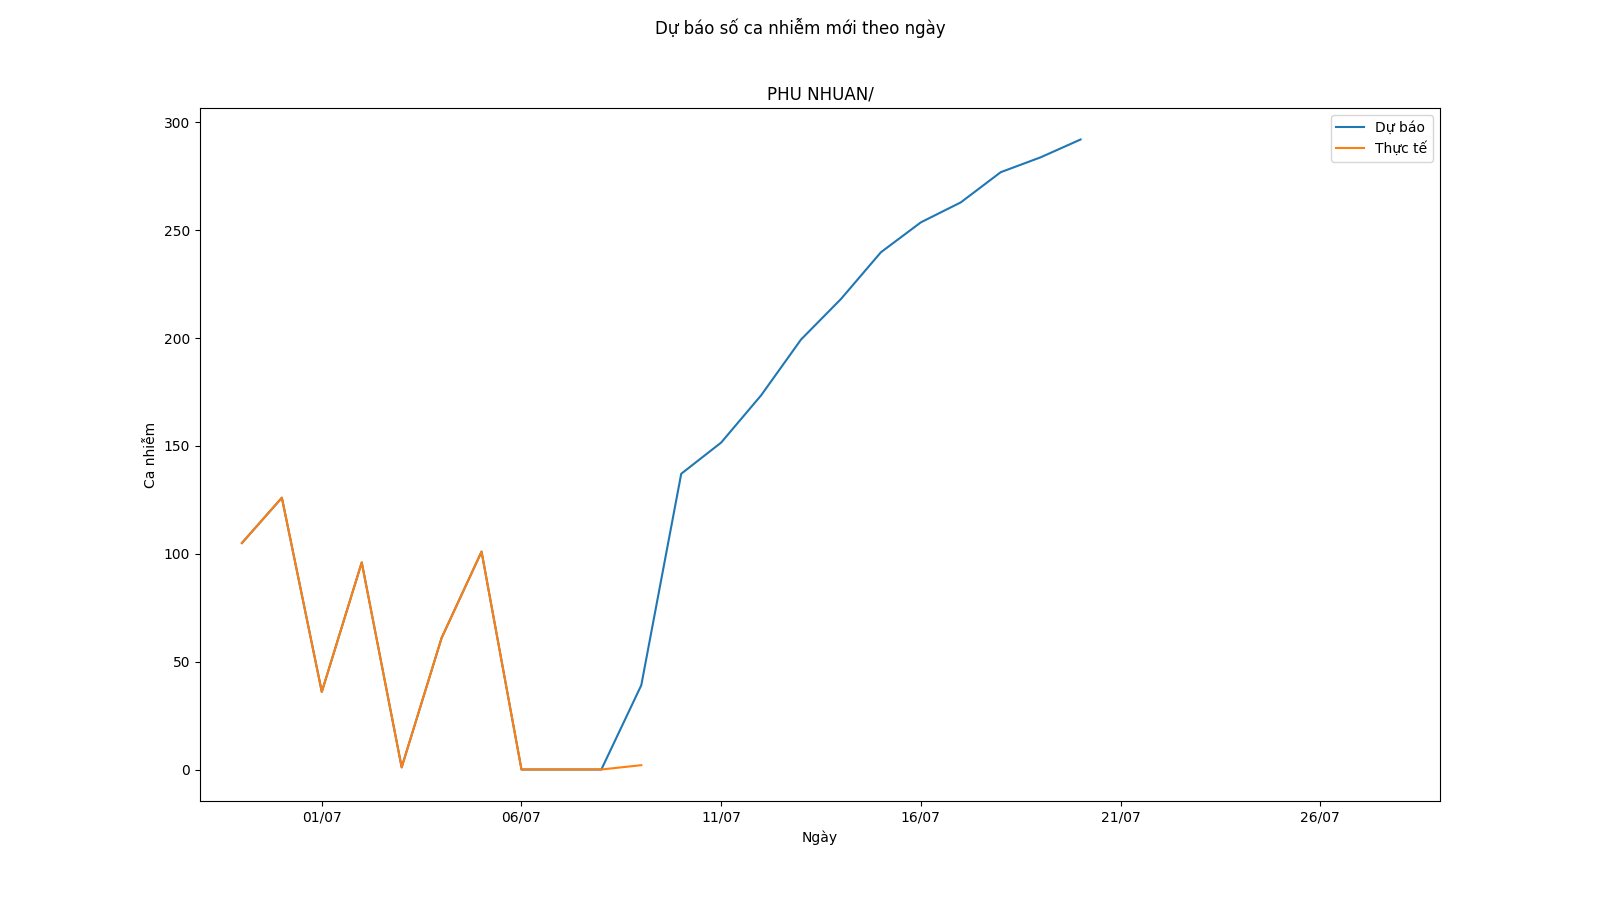 Dự báo số ca nhiễm mới theo ngày
PHU NHUAN/
300
250
200
150
100
50
0
Ca nhiễm
Dự báo
Thực tế
01/07
06/07
11/07
16/07
21/07
26/07
Ngày